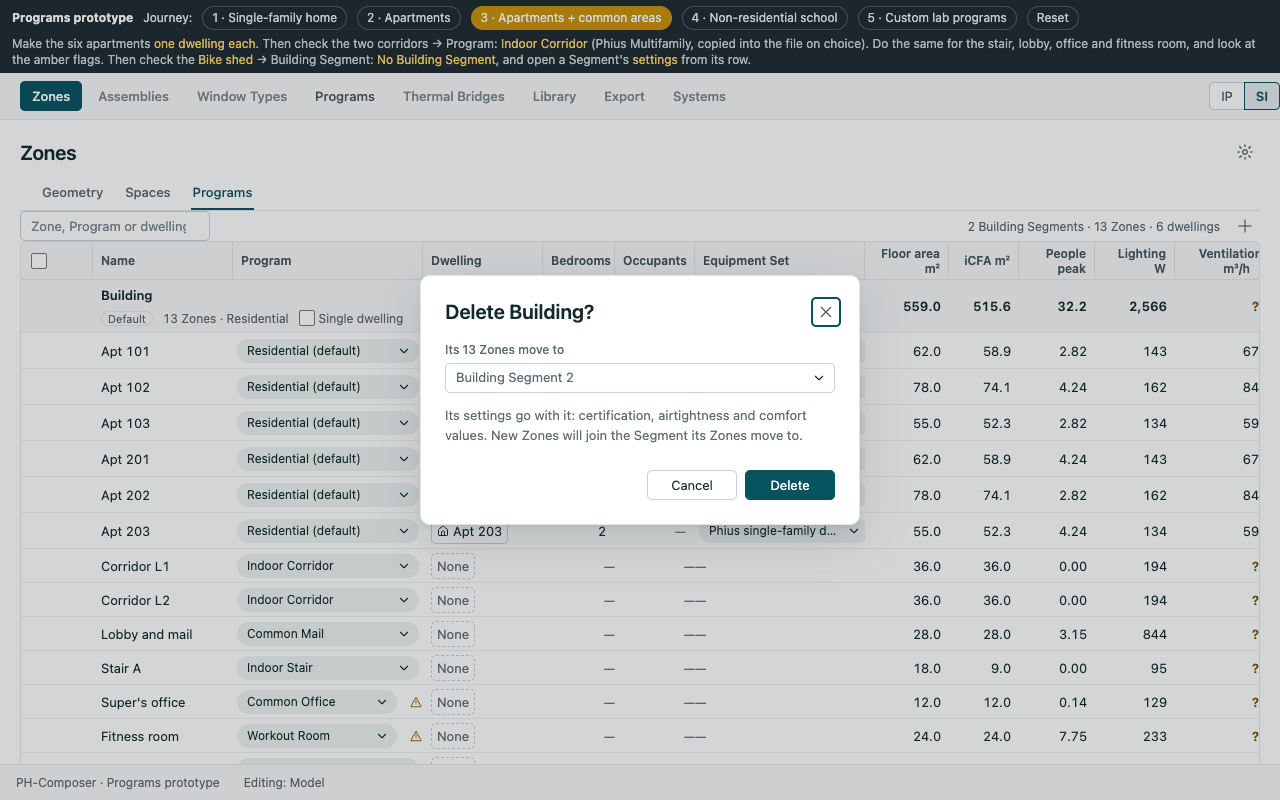 Programs prototype Journey: 1 · Single-family home 2 · Apartments 3 · Apartments + common areas 4 · Non-residential school 5 · Custom lab programs Reset
Make the six apartments one dwelling each. Then check the two corridors → Program: Indoor Corridor (Phius Multifamily, copied into the file on choice). Do the same for the stair, lobby, office and fitness room, and look at
the amber flags. Then check the Bike shed → Building Segment: No Building Segment, and open a Segment's settings from its row.
Zones Assemblies Window Types Programs Thermal Bridges Library Export Systems IP SI
Zones
Geometry Spaces Programs
Zone, Program or dwelling 2 Building Segments · 13 Zones · 6 dwellings
Name Program Dwelling Bedrooms Occupants Equipment Set Floor area m² iCFA m² People peak Lighting W Ventilation m³/h
Building 559.0 515.6 32.2 2,566 ?
Default 13 Zones · Residential Single dwelling
Apt 101 Residential (default) 62.0 58.9 2.82 143 67
Apt 102 Residential (default) 78.0 74.1 4.24 162 84
Apt 103 Residential (default) 55.0 52.3 2.82 134 59
Apt 201 Residential (default) 62.0 58.9 4.24 143 67
Apt 202 Residential (default) 78.0 74.1 2.82 162 84
Apt 203 Residential (default) Apt 203 2 — Phius single-family d... 55.0 52.3 4.24 134 59
Corridor L1 Indoor Corridor None — — — 36.0 36.0 0.00 194 ?
Corridor L2 Indoor Corridor None — — — 36.0 36.0 0.00 194 ?
Lobby and mail Common Mail None — — — 28.0 28.0 3.15 844 ?
Stair A Indoor Stair None — — — 18.0 9.0 0.00 95 ?
Super's office Common Office None — — — 12.0 12.0 0.14 129 ?
Fitness room Workout Room None — — — 24.0 24.0 7.75 233 ?
Delete Building?
Its 13 Zones move to
Building Segment 2
Its settings go with it: certification, airtightness and comfort
values. New Zones will join the Segment its Zones move to.
Cancel Delete
PH-Composer · Programs prototype Editing: Model